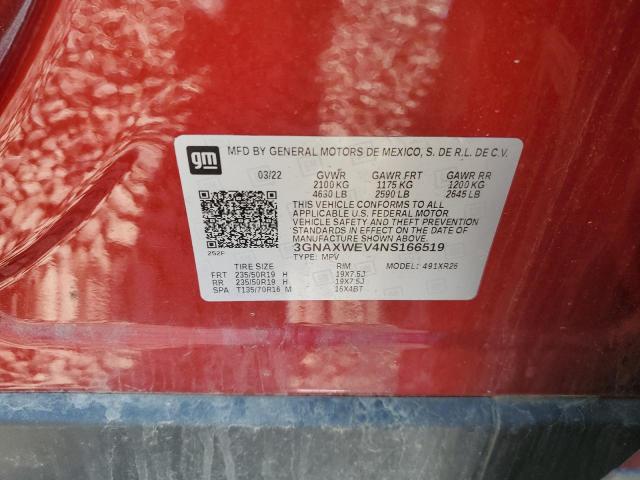 gm
MFD BY GENERAL MOTORS DE MEXICO, S. DE R.L. DE C.V.
03/22 GVWR GAWR FRT GAWR RR
2100 KG 1175 KG 1200 KG
4630 LB 2590 LB 2645 LB
THIS VEHICLE CONFORMS TO ALL
APPLICABLE U.S. FEDERAL MOTOR
VEHICLE SAFETY AND THEFT PREVENTION
STANDARDS IN EFFECT ON THE DATE
OF MANUFACTURE SHOWN ABOVE.
252F 3GNAXWEV4NS166519
TYPE: MPV
TIRE SIZE RIM MODEL: 491XR26
FRT 235/50R19 H 19X7.5J
RR 235/50R19 H 19X7.5J
SPA T135/70R16 M 16X4BT